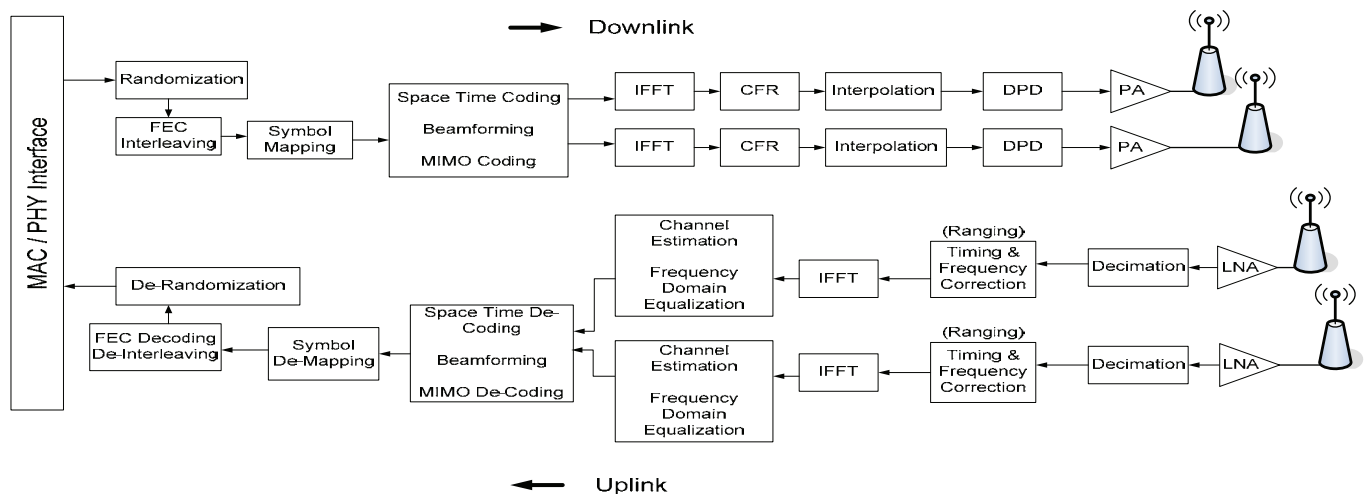 MAC / PHY Interface
Downlink
Randomization
FEC
Interleaving
Symbol
Mapping
Space Time Coding
Beamforming
MIMO Coding
IFFT
CFR
Interpolation
DPD
PA
IFFT
CFR
Interpolation
DPD
PA
Channel
Estimation
Frequency
Domain
Equalization
IFFT
(Ranging)
Timing &
Frequency
Correction
Decimation
LNA
De-Randomization
FEC Decoding
De-Interleaving
Symbol
De-Mapping
Space Time De-
Coding
Beamforming
MIMO De-Coding
Channel
Estimation
Frequency
Domain
Equalization
IFFT
(Ranging)
Timing &
Frequency
Correction
Decimation
LNA
Uplink